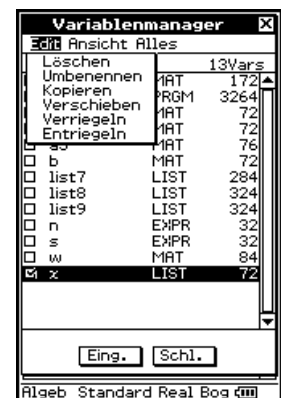 Variablenmanager
Edit Ansicht Alles
13Vars
Löschen
Umbenennen MAT 172
Kopieren PRGM 3264
Verschieben MAT 72
Verriegeln MAT 72
Entriegeln MAT 76
b MAT 72
list7 LIST 284
list8 LIST 324
list9 LIST 324
n EXPR 32
s EXPR 32
w MAT 84
x LIST 72
Eing. Schl.
Algeb Standard Real Bog